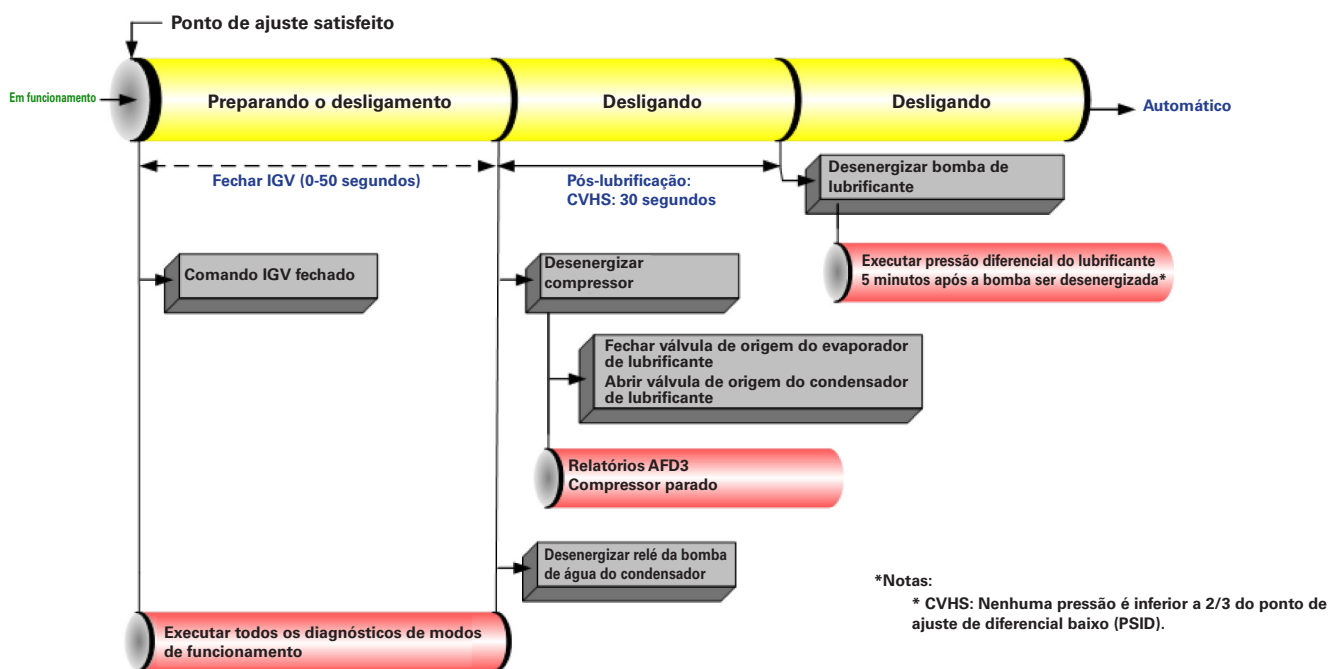 Ponto de ajuste satisfeito
Em funcionamento
Preparando o desligamento
Desligando
Desligando
Automático
Fechar IGV (0-50 segundos)
Pós-lubrificação:
CVHS: 30 segundos
Desenergizar bomba de
lubrificante
Executar pressão diferencial do lubrificante
5 minutos após a bomba ser desenergizada*
Comando IGV fechado
Desenergizar
compressor
Fechar válvula de origem do evaporador
de lubrificante
Abrir válvula de origem do condensador
de lubrificante
Relatórios AFD3
Compressor parado
Desenergizar relé da bomba
de água do condensador
Executar todos os diagnósticos de modos
de funcionamento
*Notas:
* CVHS: Nenhuma pressão é inferior a 2/3 do ponto de
ajuste de diferencial baixo (PSID).